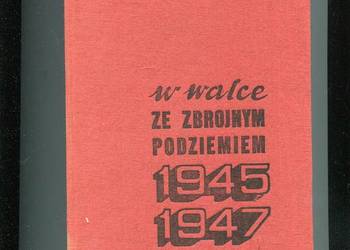 w walce
ZE ZBROJNYM
PODZIEMIEM
1945
1947